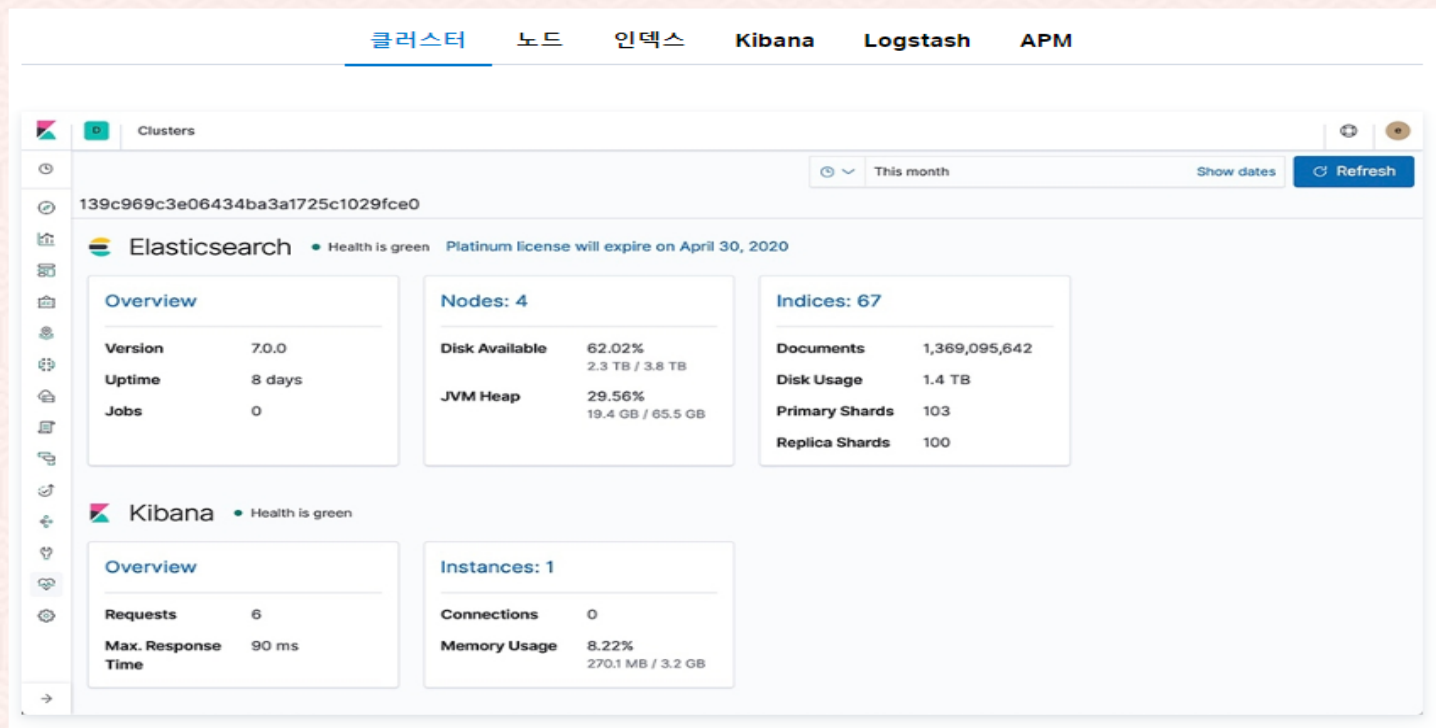 클러스터 노드 인덱스 Kibana Logstash APM
D Clusters e
This month Show dates Refresh
139c969c3e06434ba3a1725c1029fce0
Elasticsearch Health is green Platinum license will expire on April 30, 2020
Overview
Version 7.0.0
Uptime 8 days
Jobs 0
Nodes: 4
Disk Available 62.02%
2.3 TB / 3.8 TB
JVM Heap 29.56%
19.4 GB / 65.5 GB
Indices: 67
Documents 1,369,095,642
Disk Usage 1.4 TB
Primary Shards 103
Replica Shards 100
Kibana Health is green
Overview
Requests 6
Max. Response 90 ms
Time
Instances: 1
Connections 0
Memory Usage 8.22%
270.1 MB / 3.2 GB